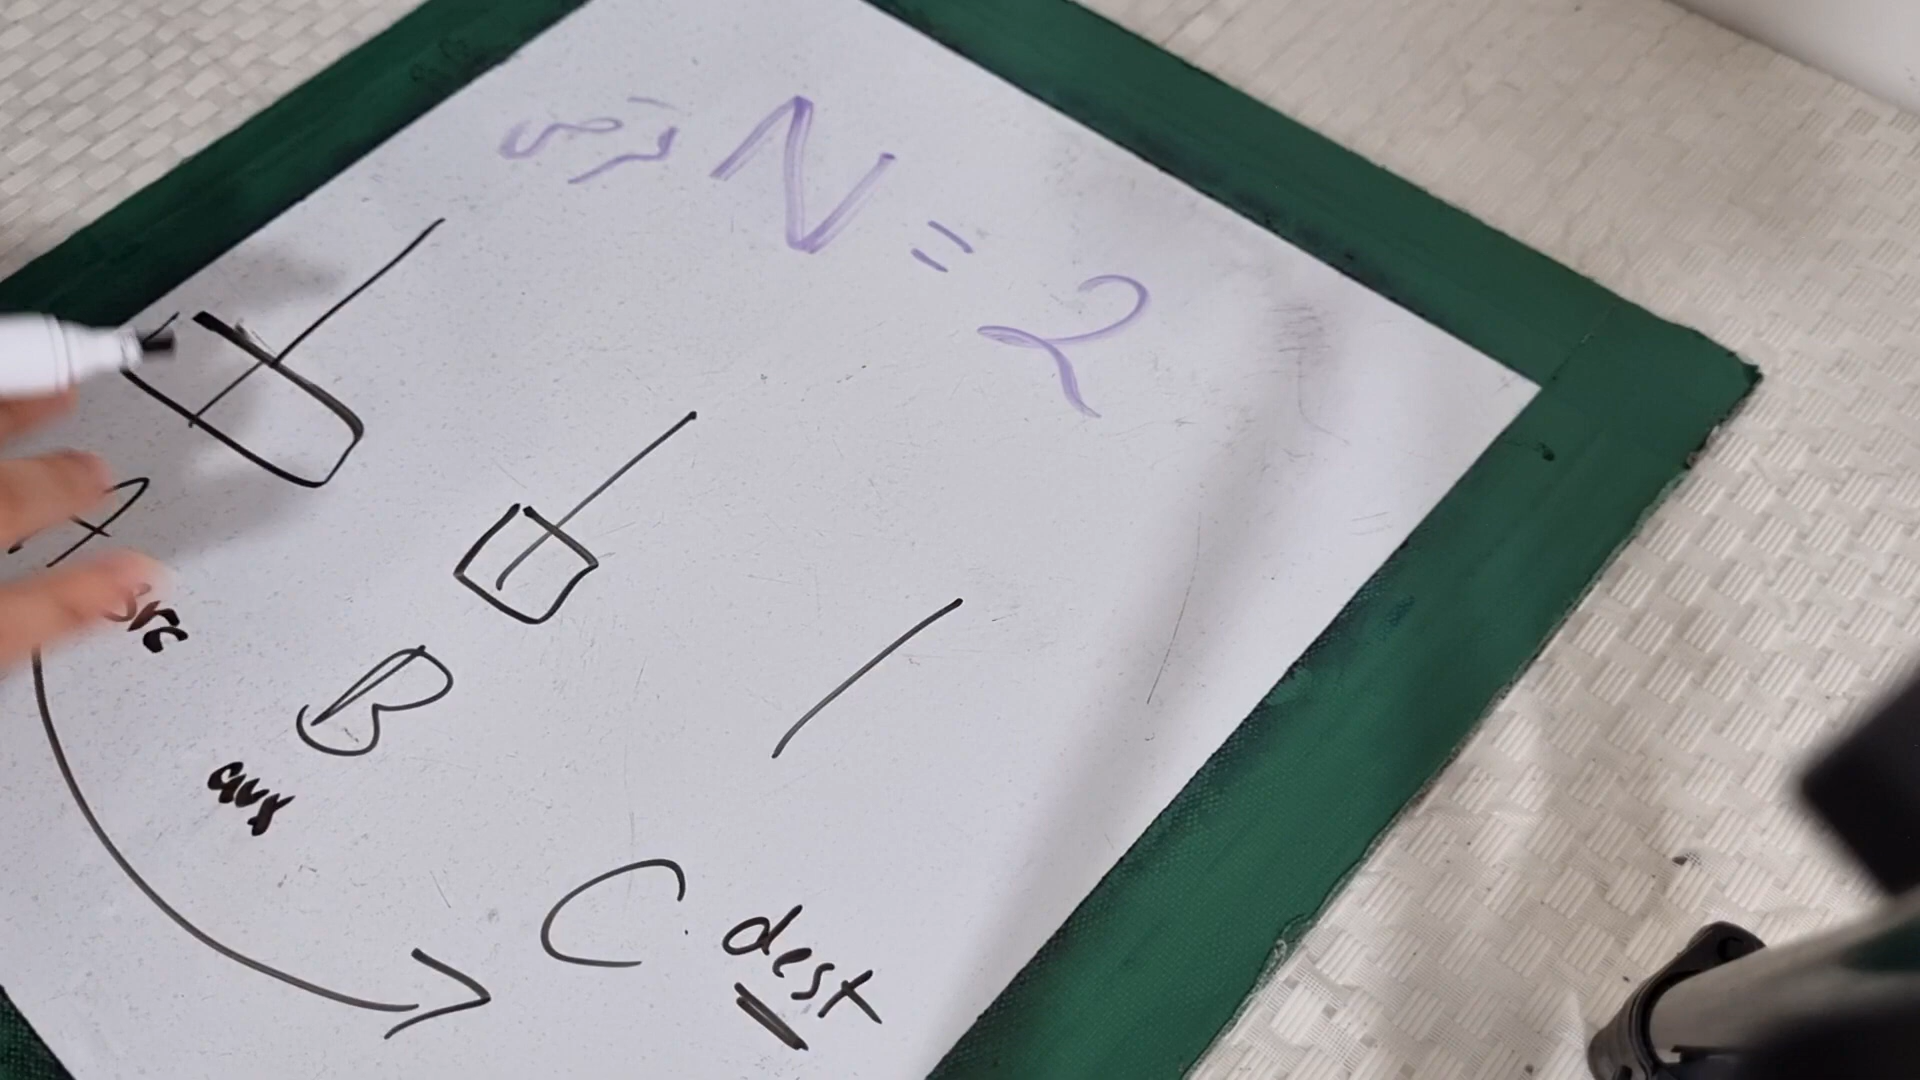 N = 2
A
src
B
aux
C dest